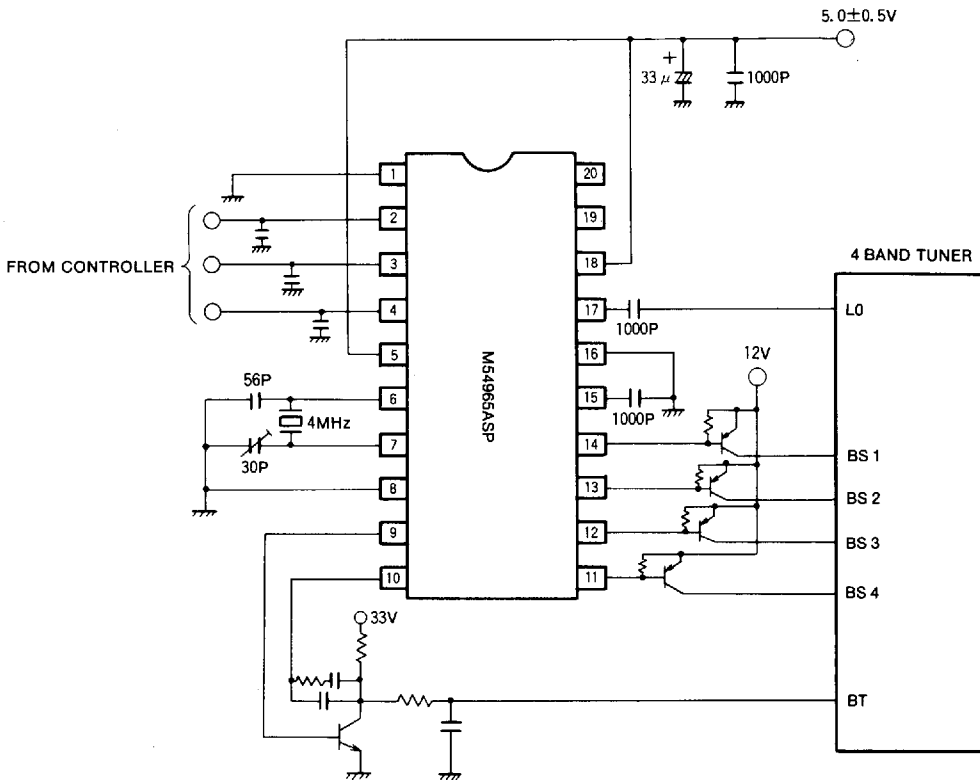 5.0±0.5V
33μ
+
1000P
1
20
2
19
FROM CONTROLLER
3
18
4 BAND TUNER
4
17
1000P
LO
5
16
12V
56P
6
15
1000P
4MHz
M54965ASP
30P
7
14
BS 1
8
13
BS 2
9
12
BS 3
10
11
BS 4
33V
BT